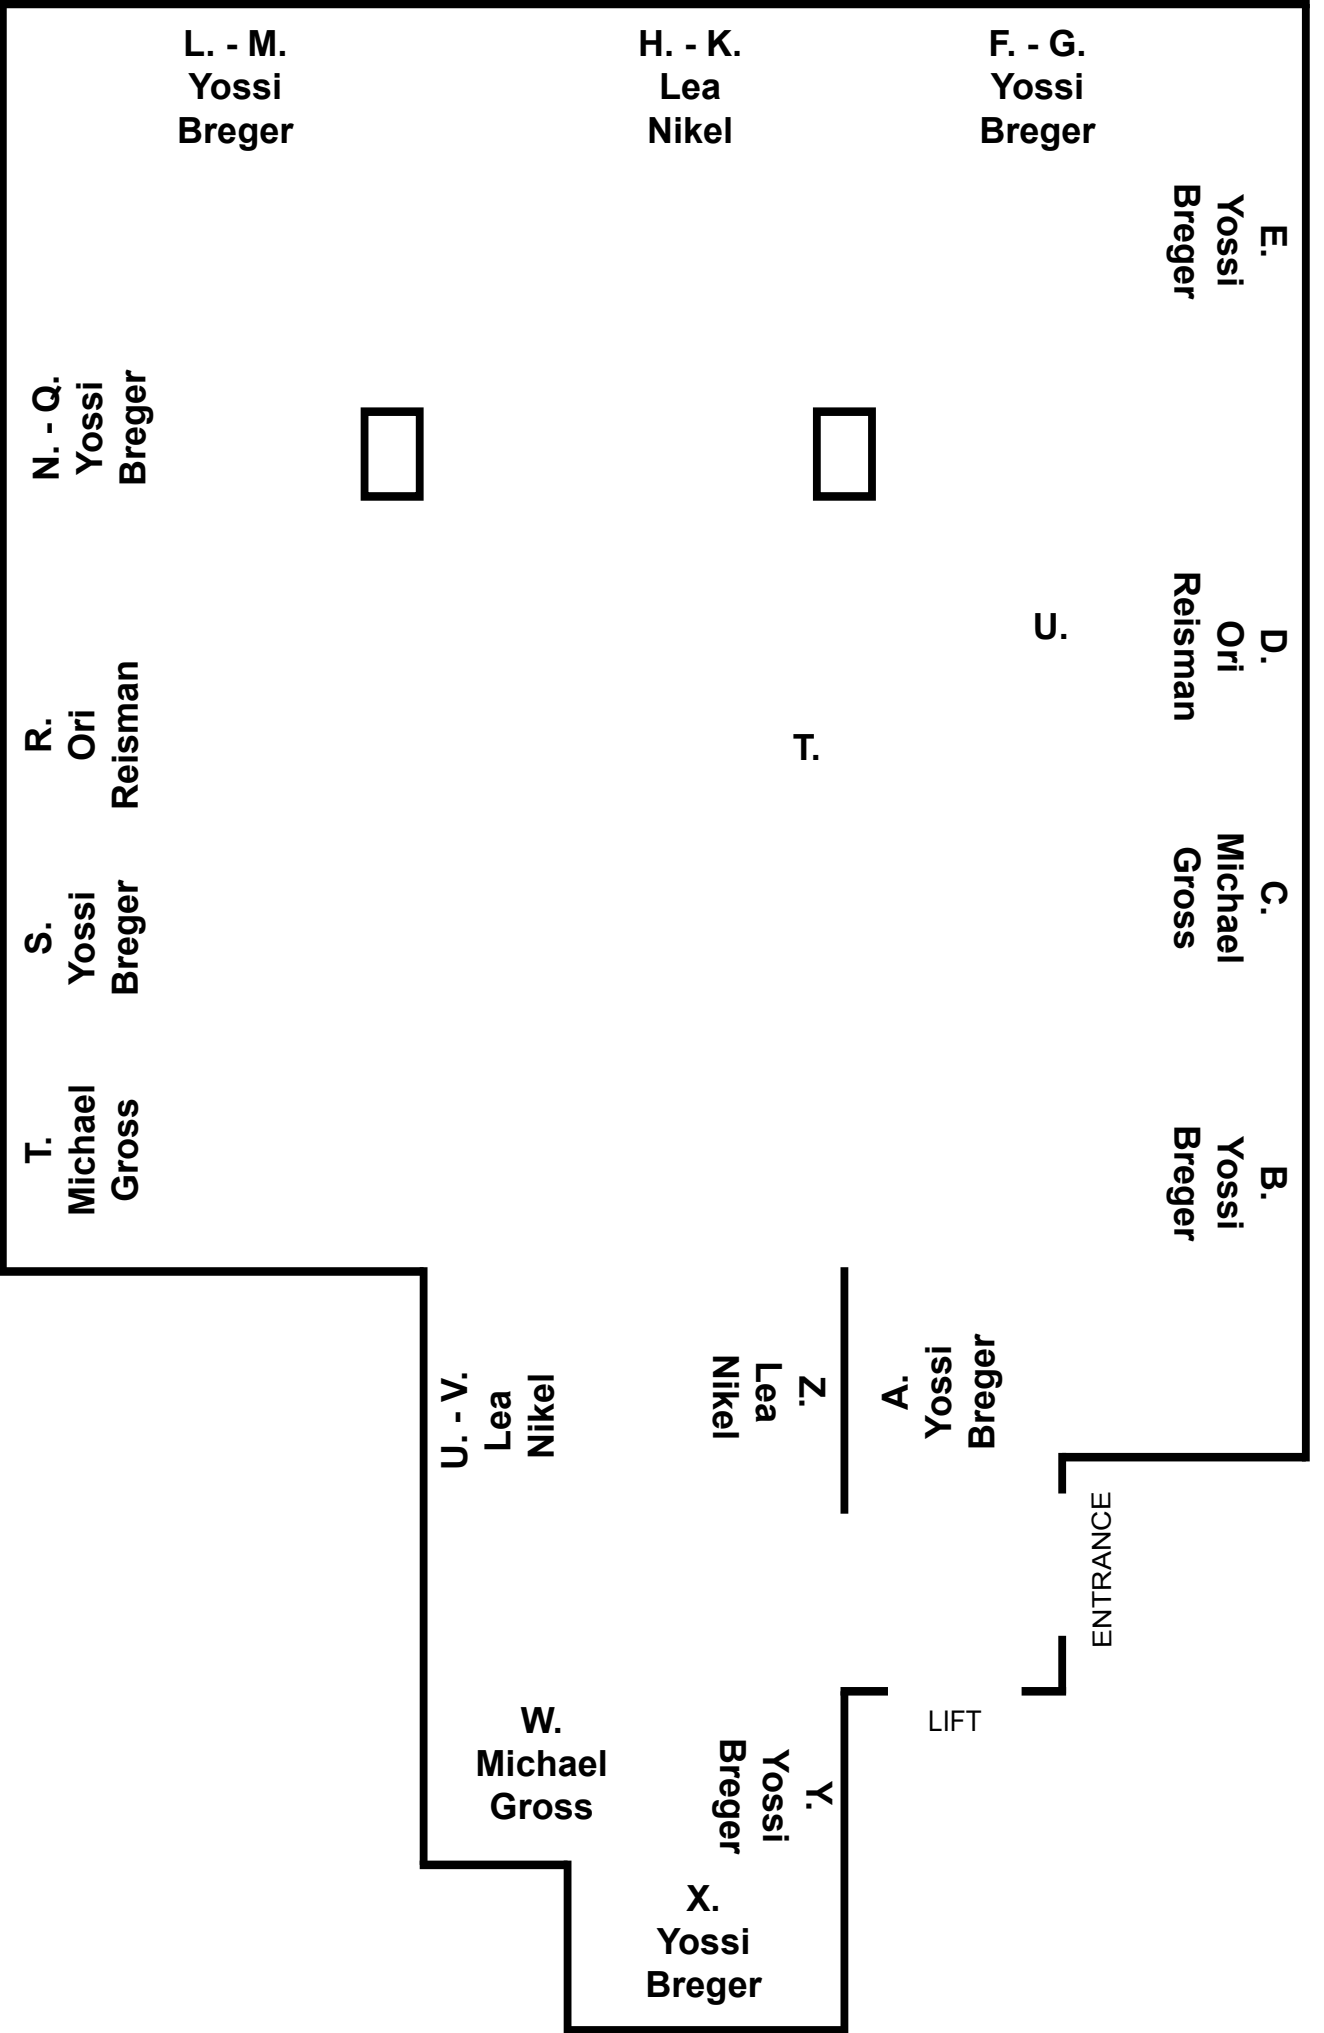 L. - M.
Yossi
Breger
H. - K.
Lea
Nikel
F. - G.
Yossi
Breger
E.
Yossi
Breger
N. - Q.
Yossi
Breger
U.
D.
Ori
Reisman
R.
Ori
Reisman
T.
C.
Michael
Gross
S.
Yossi
Breger
T.
Michael
Gross
B.
Yossi
Breger
U. - V.
Lea
Nikel
Z.
Lea
Nikel
A.
Yossi
Breger
ENTRANCE
LIFT
W.
Michael
Gross
Y.
Yossi
Breger
X.
Yossi
Breger